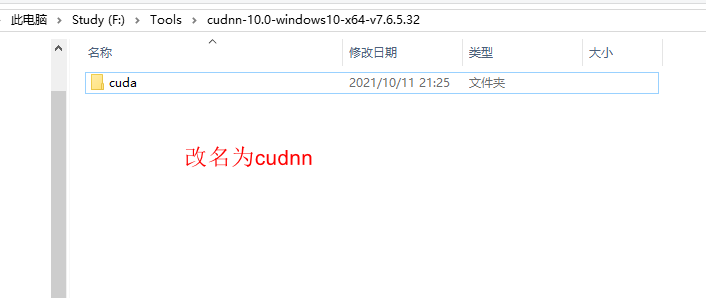 此电脑 > Study (F:) > Tools > cudnn-10.0-windows10-x64-v7.6.5.32
名称 修改日期 类型 大小
cuda 2021/10/11 21:25 文件夹
改名为cudnn